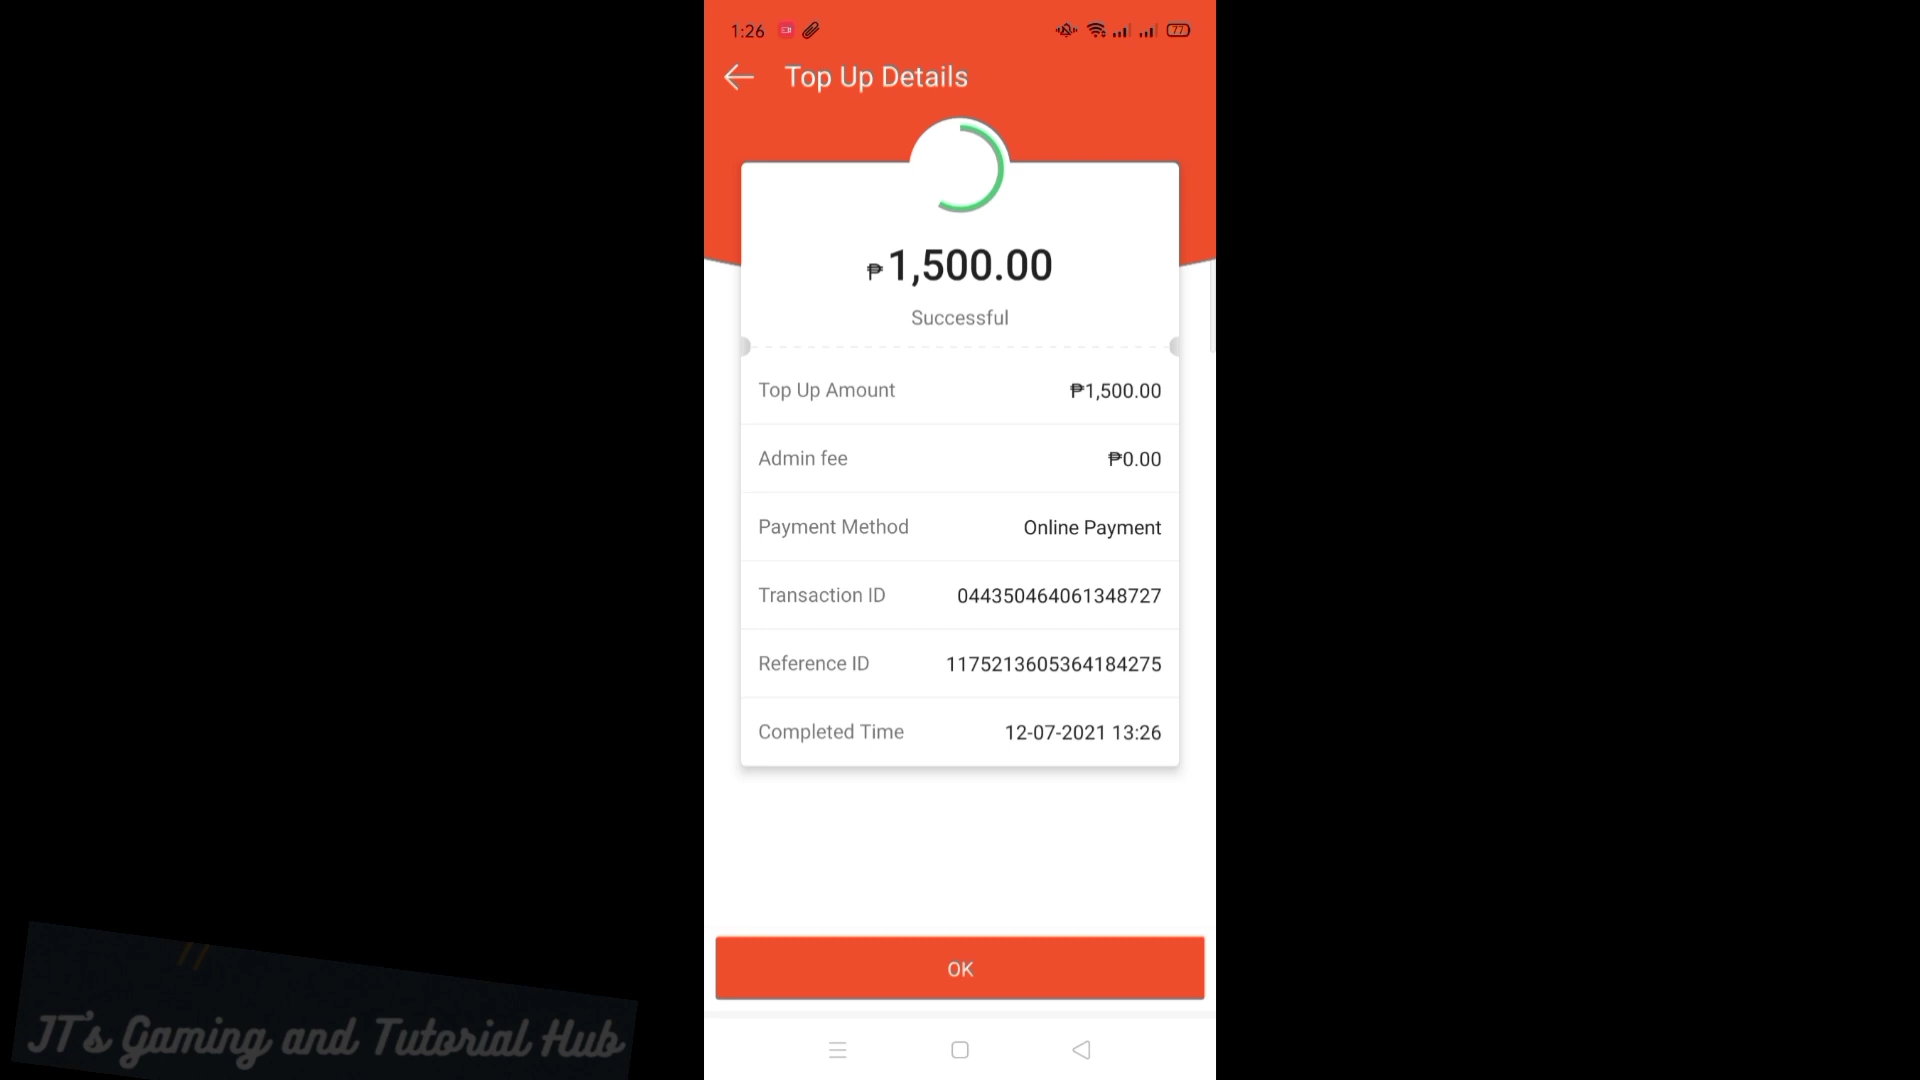 1:26
77
Top Up Details
₱1,500.00
Successful
Top Up Amount ₱1,500.00
Admin fee ₱0.00
Payment Method Online Payment
Transaction ID 044350464061348727
Reference ID 1175213605364184275
Completed Time 12-07-2021 13:26
OK
JT's Gaming and Tutorial Hub